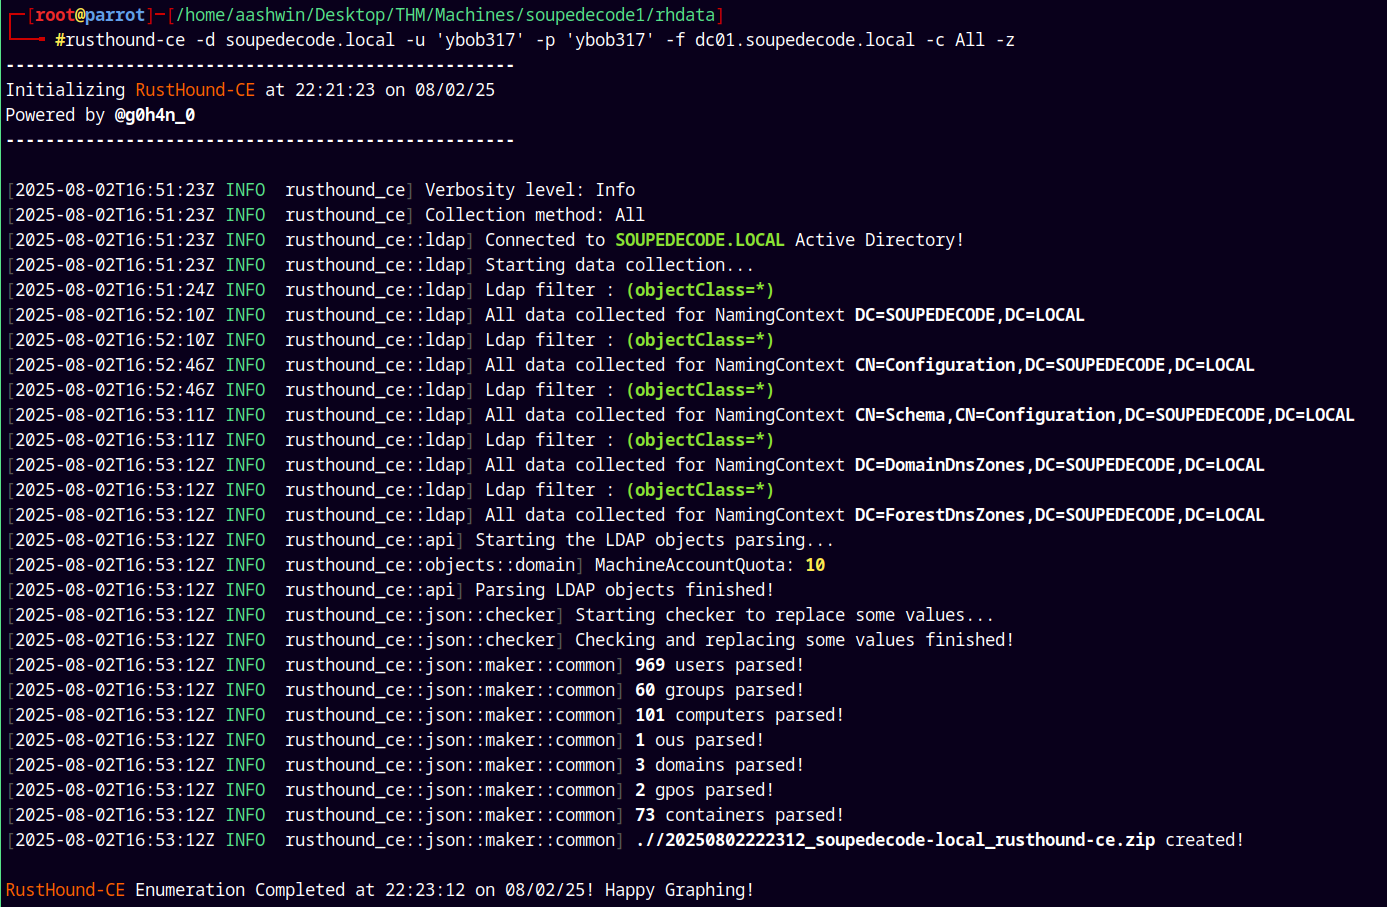 ┌─[root@parrot]─[/home/aashwin/Desktop/THM/Machines/soupedecode1/rhdata]
└──╼ #rusthound-ce -d soupedecode.local -u 'ybob317' -p 'ybob317' -f dc01.soupedecode.local -c All -z
---------------------------------------------------
Initializing RustHound-CE at 22:21:23 on 08/02/25
Powered by @g0h4n_0
---------------------------------------------------
[2025-08-02T16:51:23Z INFO  rusthound_ce] Verbosity level: Info
[2025-08-02T16:51:23Z INFO  rusthound_ce] Collection method: All
[2025-08-02T16:51:23Z INFO  rusthound_ce::ldap] Connected to SOUPEDECODE.LOCAL Active Directory!
[2025-08-02T16:51:23Z INFO  rusthound_ce::ldap] Starting data collection...
[2025-08-02T16:51:24Z INFO  rusthound_ce::ldap] Ldap filter : (objectClass=*)
[2025-08-02T16:52:10Z INFO  rusthound_ce::ldap] All data collected for NamingContext DC=SOUPEDECODE,DC=LOCAL
[2025-08-02T16:52:10Z INFO  rusthound_ce::ldap] Ldap filter : (objectClass=*)
[2025-08-02T16:52:46Z INFO  rusthound_ce::ldap] All data collected for NamingContext CN=Configuration,DC=SOUPEDECODE,DC=LOCAL
[2025-08-02T16:52:46Z INFO  rusthound_ce::ldap] Ldap filter : (objectClass=*)
[2025-08-02T16:53:11Z INFO  rusthound_ce::ldap] All data collected for NamingContext CN=Schema,CN=Configuration,DC=SOUPEDECODE,DC=LOCAL
[2025-08-02T16:53:11Z INFO  rusthound_ce::ldap] Ldap filter : (objectClass=*)
[2025-08-02T16:53:12Z INFO  rusthound_ce::ldap] All data collected for NamingContext DC=DomainDnsZones,DC=SOUPEDECODE,DC=LOCAL
[2025-08-02T16:53:12Z INFO  rusthound_ce::ldap] Ldap filter : (objectClass=*)
[2025-08-02T16:53:12Z INFO  rusthound_ce::ldap] All data collected for NamingContext DC=ForestDnsZones,DC=SOUPEDECODE,DC=LOCAL
[2025-08-02T16:53:12Z INFO  rusthound_ce::api] Starting the LDAP objects parsing...
[2025-08-02T16:53:12Z INFO  rusthound_ce::objects::domain] MachineAccountQuota: 10
[2025-08-02T16:53:12Z INFO  rusthound_ce::api] Parsing LDAP objects finished!
[2025-08-02T16:53:12Z INFO  rusthound_ce::json::checker] Starting checker to replace some values...
[2025-08-02T16:53:12Z INFO  rusthound_ce::json::checker] Checking and replacing some values finished!
[2025-08-02T16:53:12Z INFO  rusthound_ce::json::maker::common] 969 users parsed!
[2025-08-02T16:53:12Z INFO  rusthound_ce::json::maker::common] 60 groups parsed!
[2025-08-02T16:53:12Z INFO  rusthound_ce::json::maker::common] 101 computers parsed!
[2025-08-02T16:53:12Z INFO  rusthound_ce::json::maker::common] 1 ous parsed!
[2025-08-02T16:53:12Z INFO  rusthound_ce::json::maker::common] 3 domains parsed!
[2025-08-02T16:53:12Z INFO  rusthound_ce::json::maker::common] 2 gpos parsed!
[2025-08-02T16:53:12Z INFO  rusthound_ce::json::maker::common] 73 containers parsed!
[2025-08-02T16:53:12Z INFO  rusthound_ce::json::maker::common] .//20250802222312_soupedecode-local_rusthound-ce.zip created!
RustHound-CE Enumeration Completed at 22:23:12 on 08/02/25! Happy Graphing!